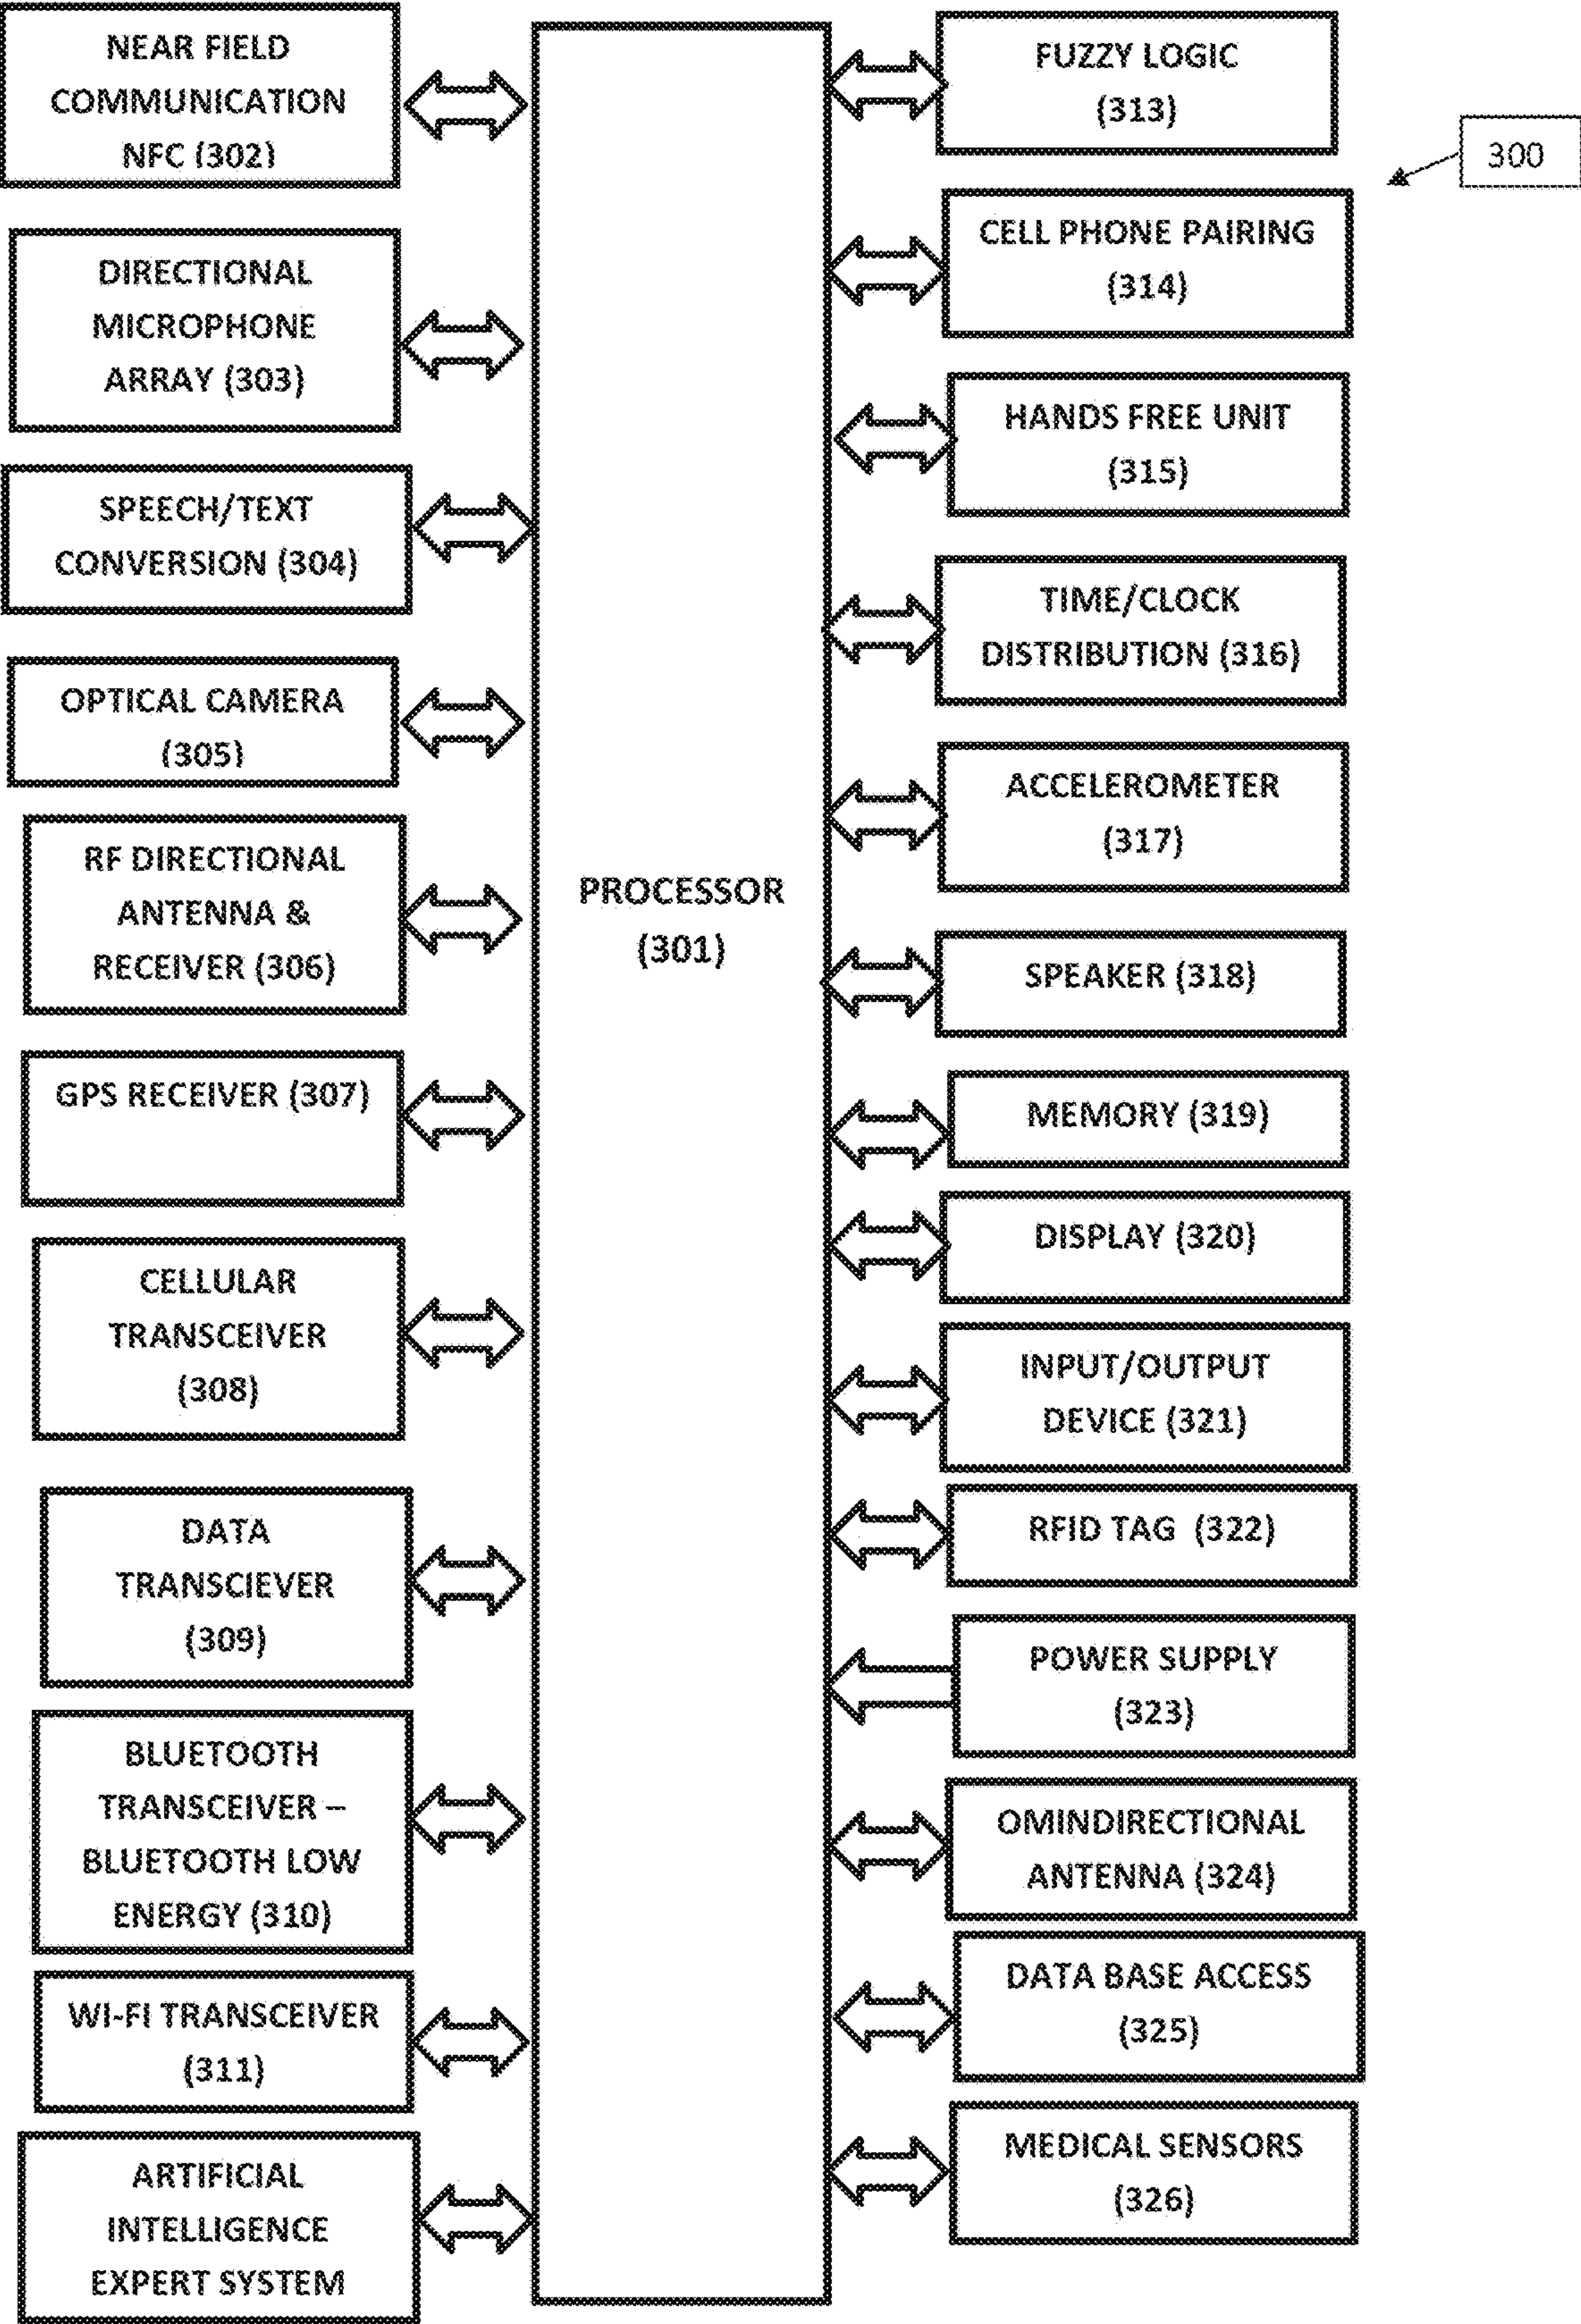 NEAR FIELD
COMMUNICATION
NFC (302)
DIRECTIONAL
MICROPHONE
ARRAY (303)
SPEECH/TEXT
CONVERSION (304)
OPTICAL CAMERA
(305)
RF DIRECTIONAL
ANTENNA &
RECEIVER (306)
GPS RECEIVER (307)
CELLULAR
TRANSCEIVER
(308)
DATA
TRANSCIEVER
(309)
BLUETOOTH
TRANSCEIVER –
BLUETOOTH LOW
ENERGY (310)
WI-FI TRANSCEIVER
(311)
ARTIFICIAL
INTELLIGENCE
EXPERT SYSTEM
PROCESSOR
(301)
FUZZY LOGIC
(313)
CELL PHONE PAIRING
(314)
HANDS FREE UNIT
(315)
TIME/CLOCK
DISTRIBUTION (316)
ACCELEROMETER
(317)
SPEAKER (318)
MEMORY (319)
DISPLAY (320)
INPUT/OUTPUT
DEVICE (321)
RFID TAG (322)
POWER SUPPLY
(323)
OMINDIRECTIONAL
ANTENNA (324)
DATA BASE ACCESS
(325)
MEDICAL SENSORS
(326)
300